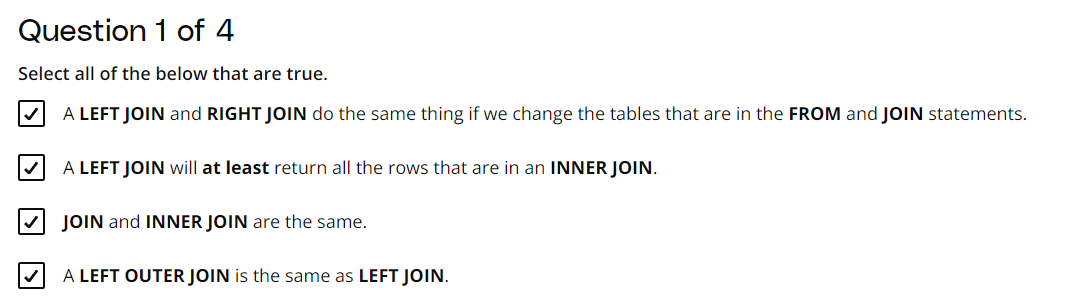 Question 1 of 4
Select all of the below that are true.
A LEFT JOIN and RIGHT JOIN do the same thing if we change the tables that are in the FROM and JOIN statements.
A LEFT JOIN will at least return all the rows that are in an INNER JOIN.
JOIN and INNER JOIN are the same.
A LEFT OUTER JOIN is the same as LEFT JOIN.